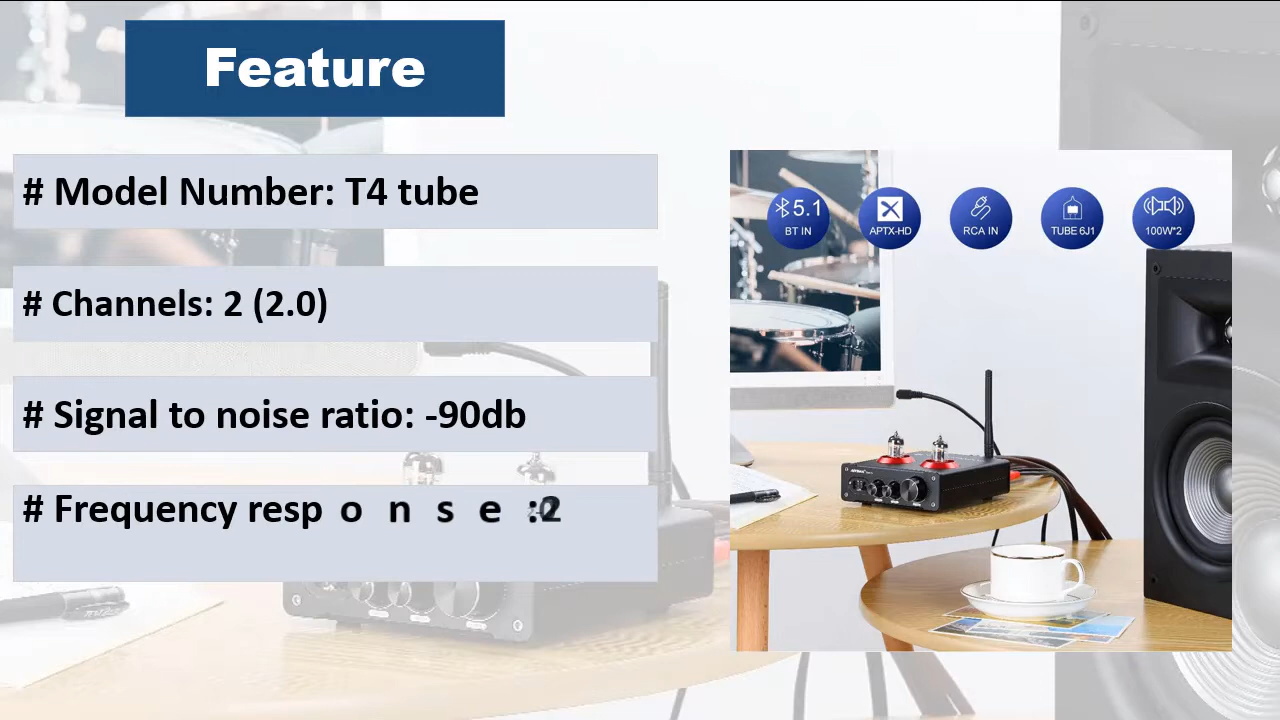 Feature
# Model Number: T4 tube
# Channels: 2 (2.0)
# Signal to noise ratio: -90db
# Frequency response:
5.1
BT IN
APTX-HD
RCA IN
TUBE 6J1
100W*2